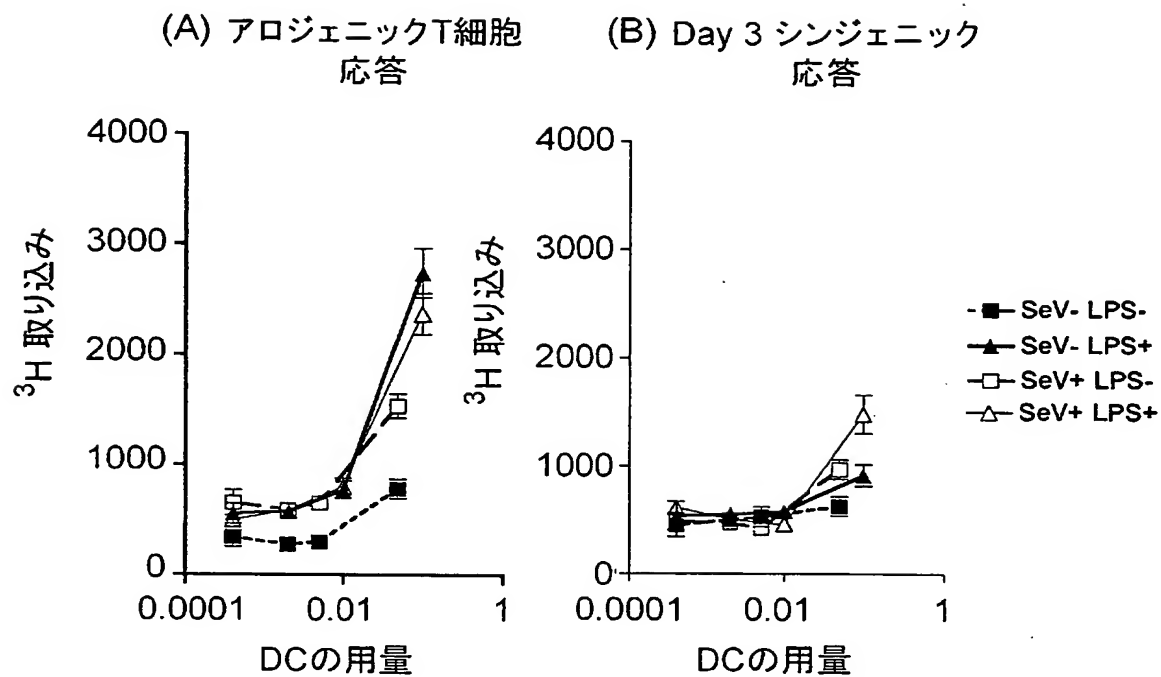 (A) アロジェニックT細胞
応答
(B) Day 3 シンジェニック
応答
4000
3000
2000
1000
0
³H 取り込み
0.0001
0.01
1
DCの用量
4000
3000
2000
1000
0
³H 取り込み
0.0001
0.01
1
DCの用量
SeV- LPS-
SeV- LPS+
SeV+ LPS-
SeV+ LPS+